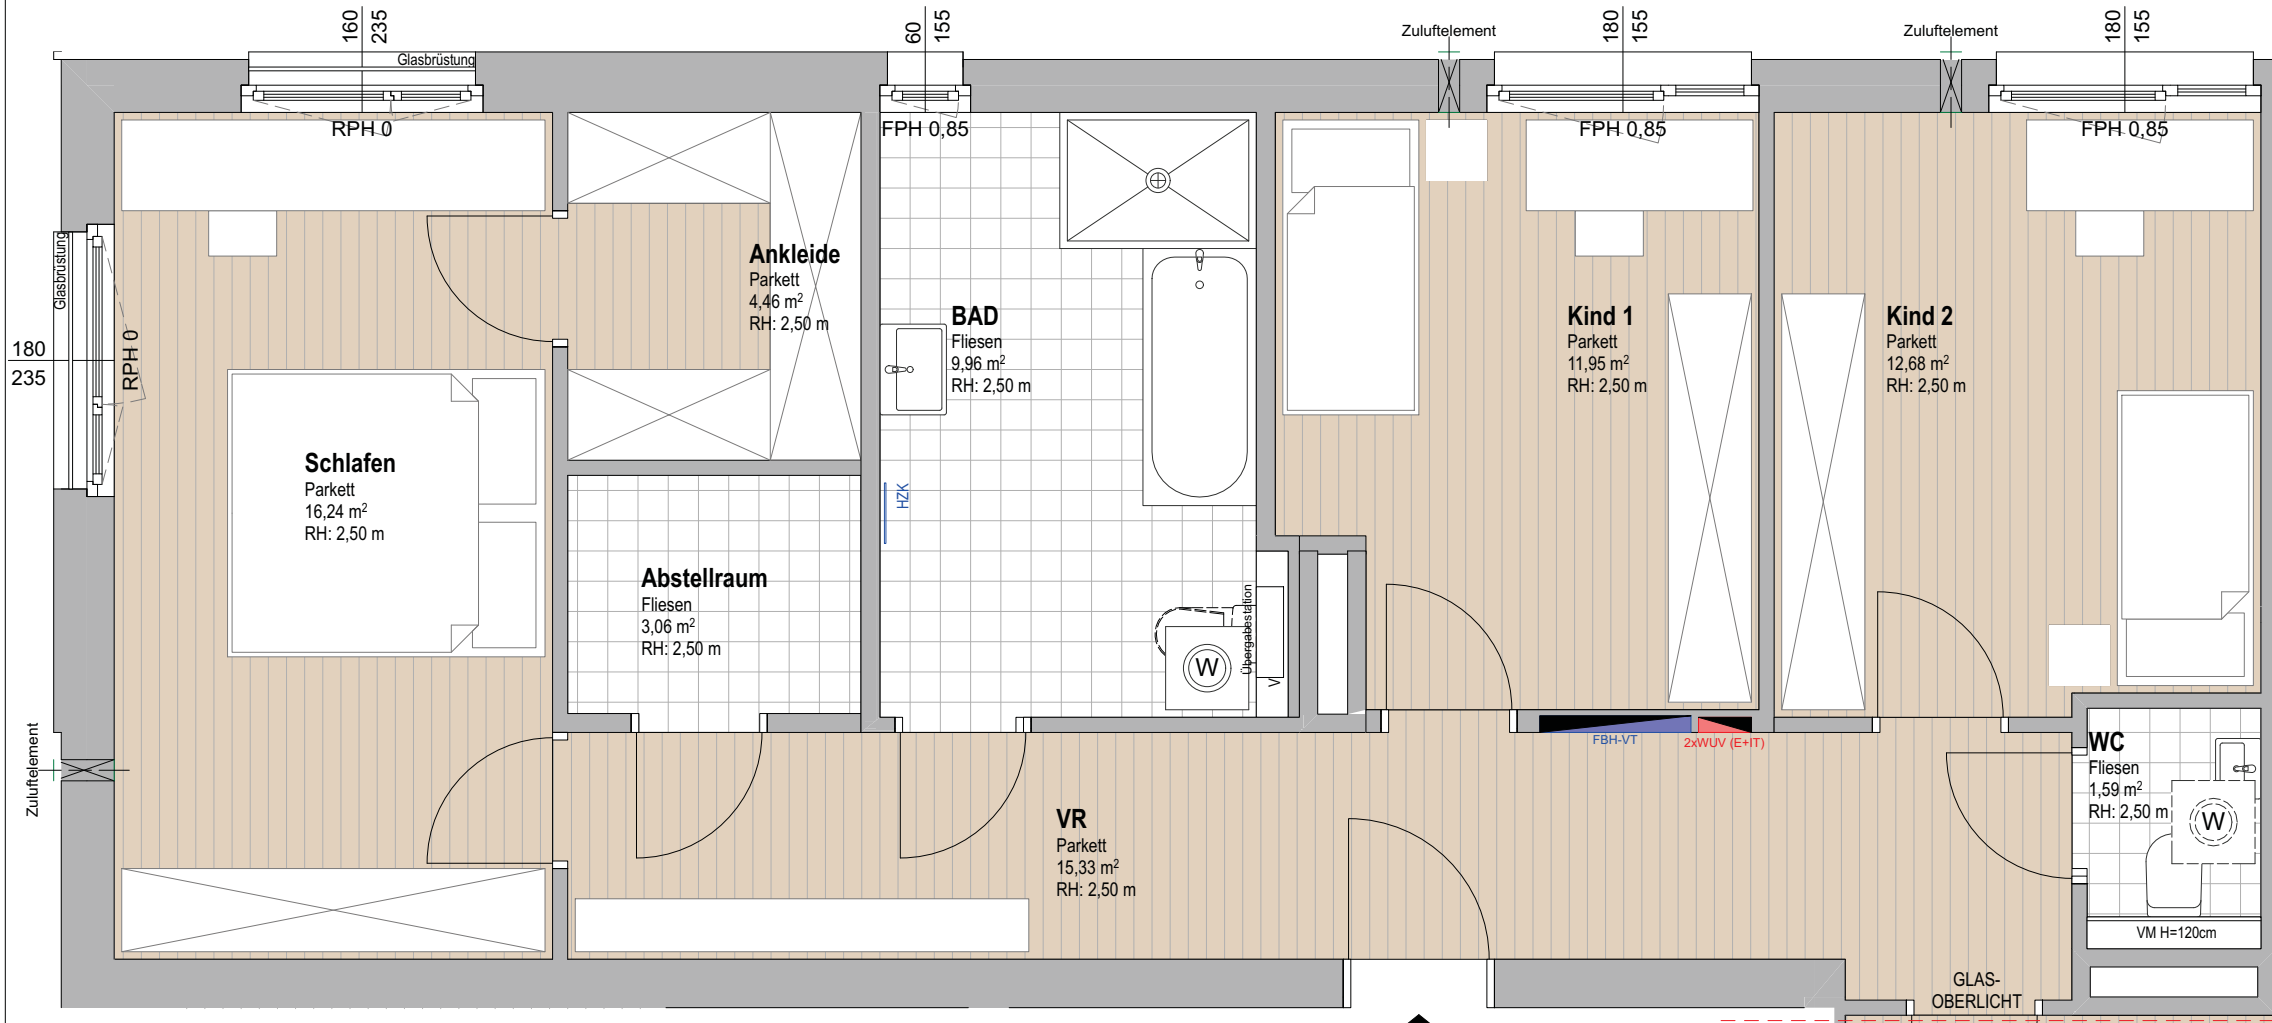 160
235
Glasbrüstung
RPH 0
60
155
FPH 0,85
Zuluftelement
180
155
FPH 0,85
Zuluftelement
180
155
FPH 0,85
Glasbrüstung
RPH 0
180
235
Ankleide
Parkett
4,46 m²
RH: 2,50 m
BAD
Fliesen
9,96 m²
RH: 2,50 m
Kind 1
Parkett
11,95 m²
RH: 2,50 m
Kind 2
Parkett
12,68 m²
RH: 2,50 m
Schlafen
Parkett
16,24 m²
RH: 2,50 m
HZK
Abstellraum
Fliesen
3,06 m²
RH: 2,50 m
Übergabestation
W
V
Zuluftelement
FBH-VT
2xWUV (E+IT)
WC
Fliesen
1,59 m²
RH: 2,50 m
W
VR
Parkett
15,33 m²
RH: 2,50 m
VM H=120cm
GLAS-
OBERLICHT